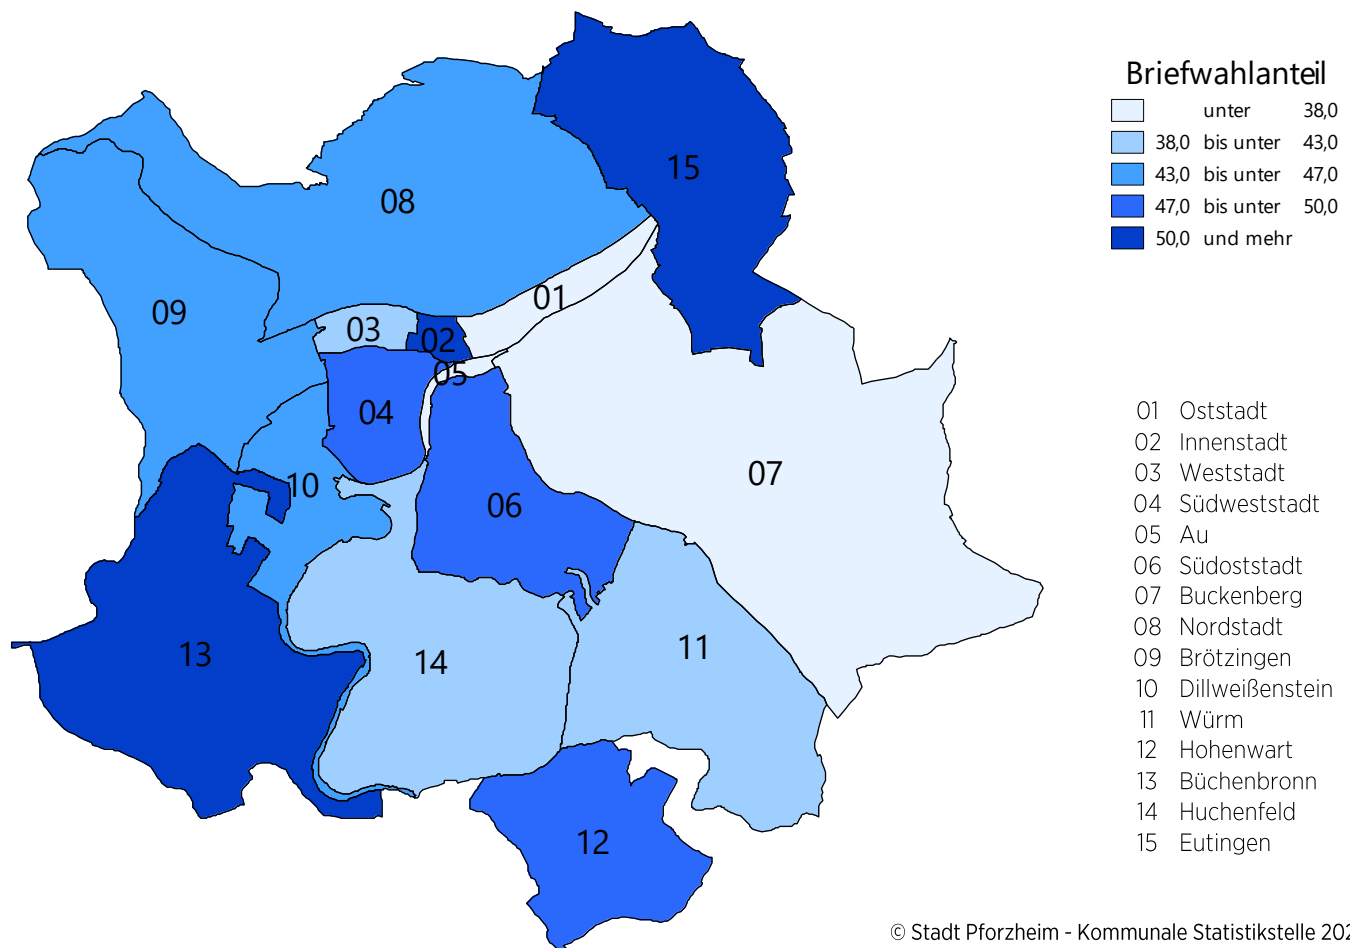 Briefwahlanteil
unter 38,0
38,0 bis unter 43,0
43,0 bis unter 47,0
47,0 bis unter 50,0
50,0 und mehr
15
08
01
09
03
02
05
04
07
10
06
11
13
14
12
01 Oststadt
02 Innenstadt
03 Weststadt
04 Südweststadt
05 Au
06 Südoststadt
07 Buckenberg
08 Nordstadt
09 Brötzingen
10 Dillweißenstein
11 Würm
12 Hohenwart
13 Büchenbronn
14 Huchenfeld
15 Eutingen
© Stadt Pforzheim - Kommunale Statistikstelle